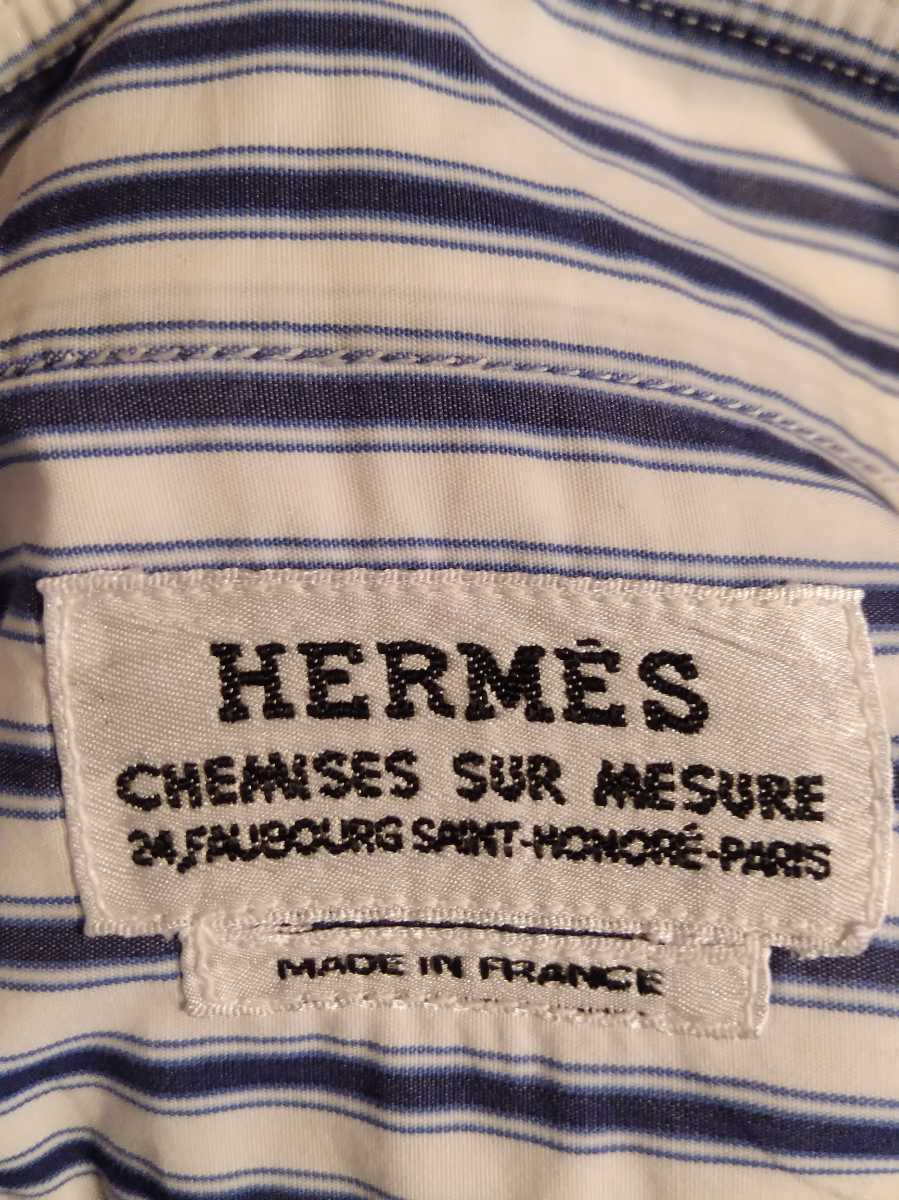 HERMÈS
CHEMISES SUR MESURE
24, FAUBOURG SAINT-HONORÉ-PARIS
MADE IN FRANCE